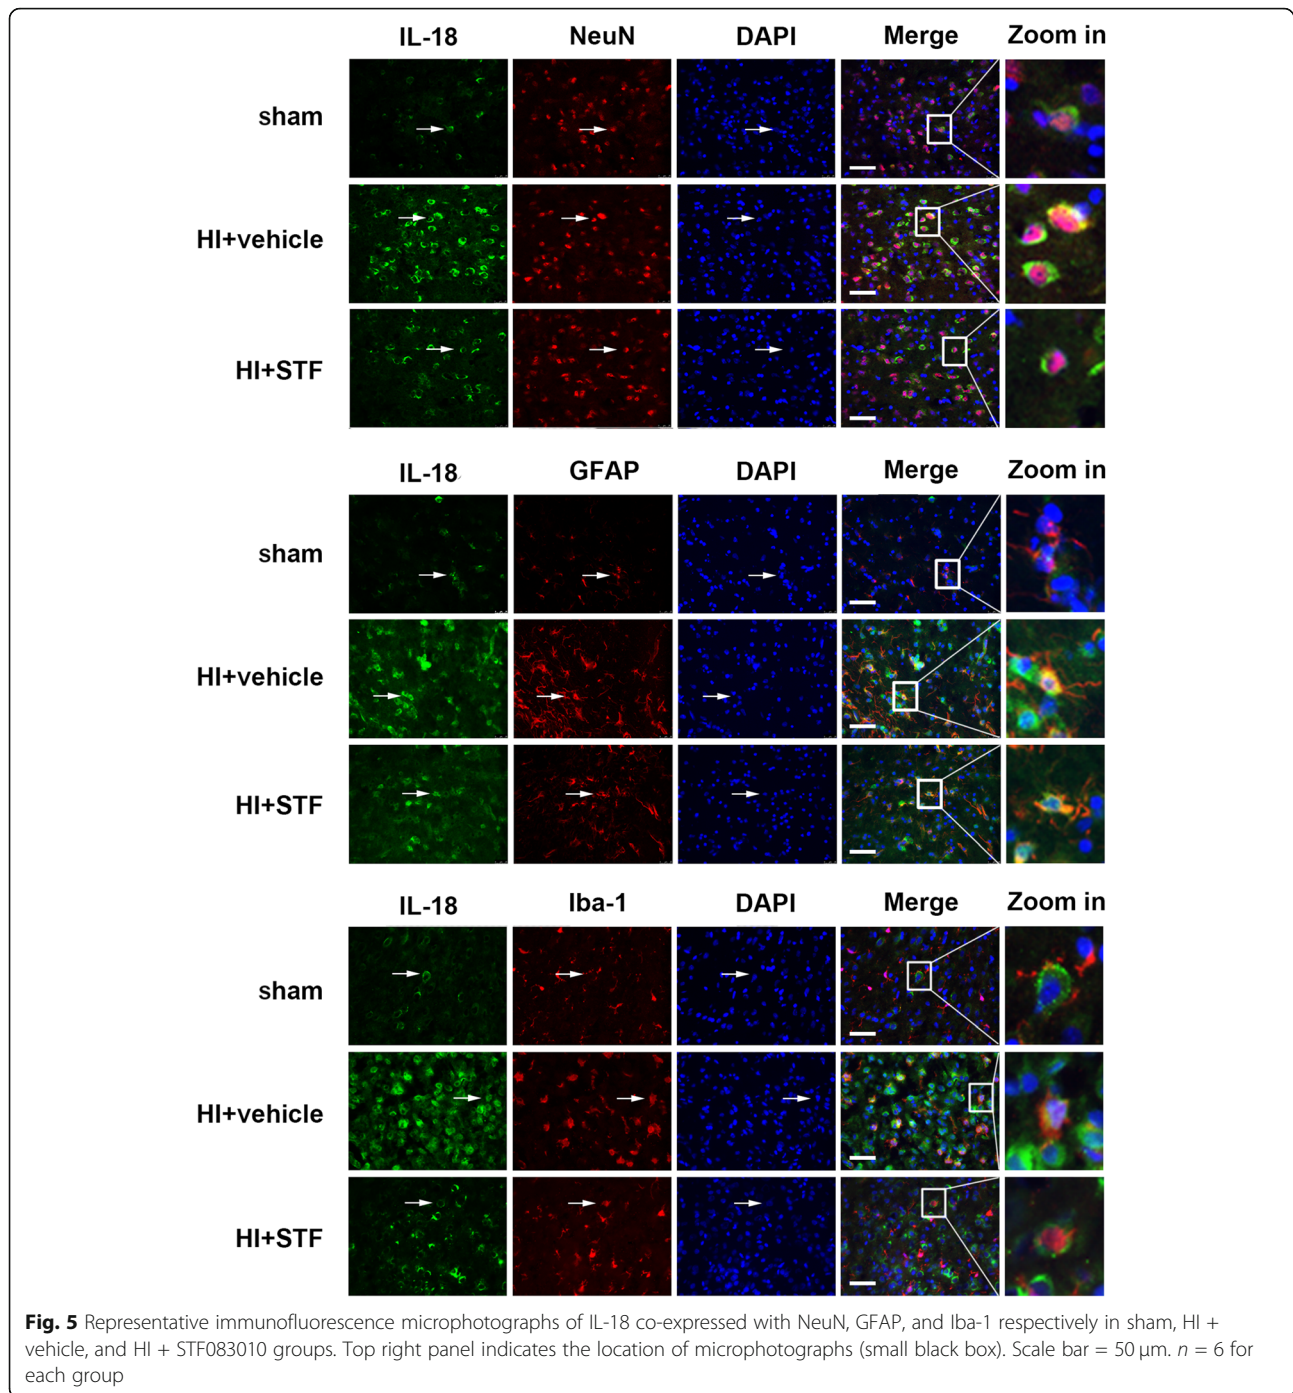 IL-18 NeuN DAPI Merge Zoom in
sham
HI+vehicle
HI+STF
IL-18 GFAP DAPI Merge Zoom in
sham
HI+vehicle
HI+STF
IL-18 Iba-1 DAPI Merge Zoom in
sham
HI+vehicle
HI+STF
Fig. 5 Representative immunofluorescence microphotographs of IL-18 co-expressed with NeuN, GFAP, and Iba-1 respectively in sham, HI +
vehicle, and HI + STF083010 groups. Top right panel indicates the location of microphotographs (small black box). Scale bar = 50 μm. n = 6 for
each group